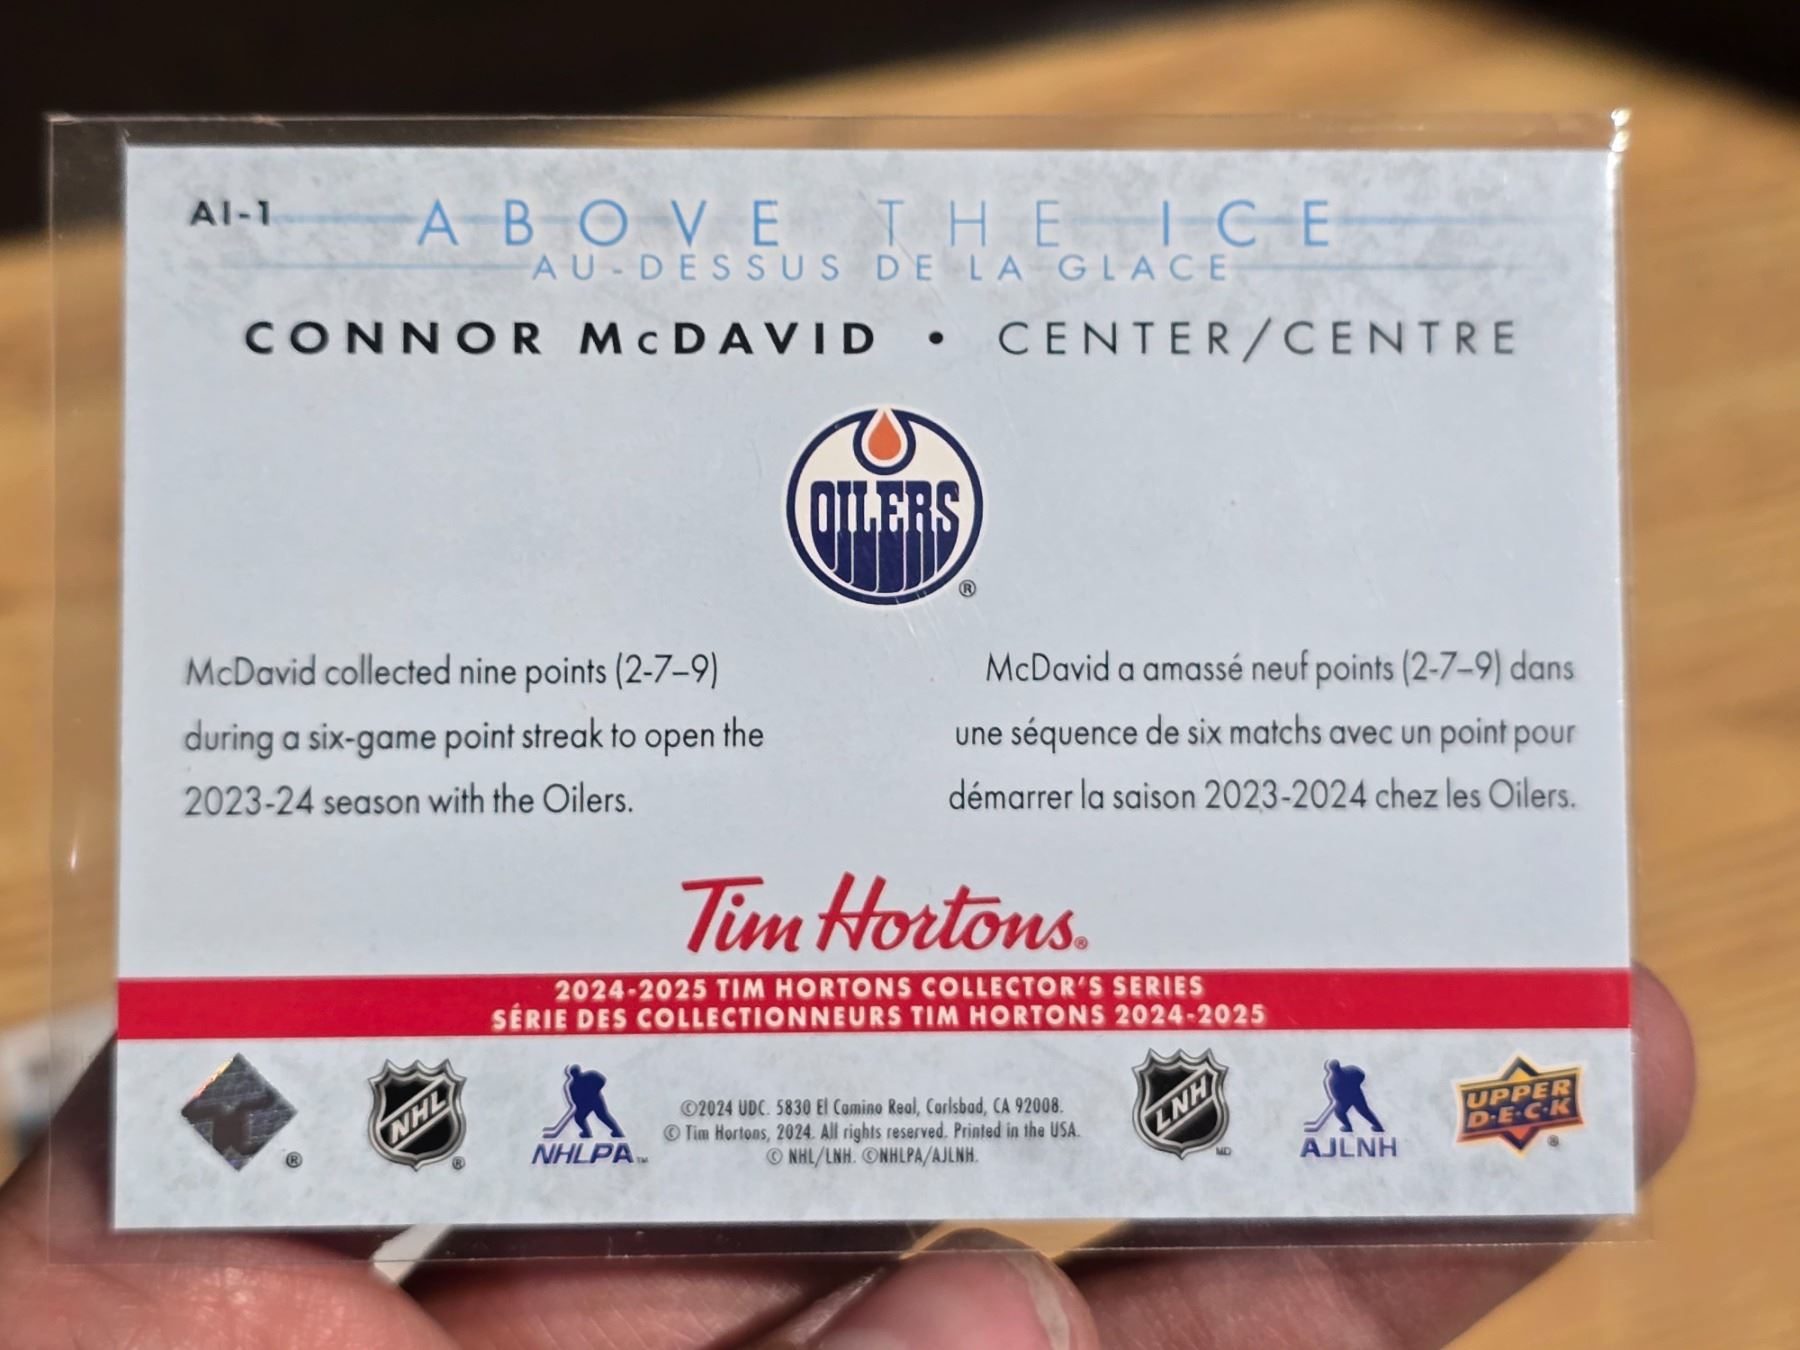 AI-1
ABOVE THE ICE
AU-DESSUS DE LA GLACE
CONNOR McDAVID • CENTER/CENTRE
OILERS
®
McDavid collected nine points (2-7–9)
during a six-game point streak to open the
2023-24 season with the Oilers.
McDavid a amassé neuf points (2-7–9) dans
une séquence de six matchs avec un point pour
démarrer la saison 2023-2024 chez les Oilers.
Tim Hortons®
2024-2025 TIM HORTONS COLLECTOR'S SERIES
SÉRIE DES COLLECTIONNEURS TIM HORTONS 2024-2025
®
NHL
®
NHLPA™
©2024 UDC. 5830 El Camino Real, Carlsbad, CA 92008.
© Tim Hortons, 2024. All rights reserved. Printed in the USA.
© NHL/LNH. ©NHLPA/AJLNH.
LNH
MD
AJLNH
UPPER
D·E·C·K
®